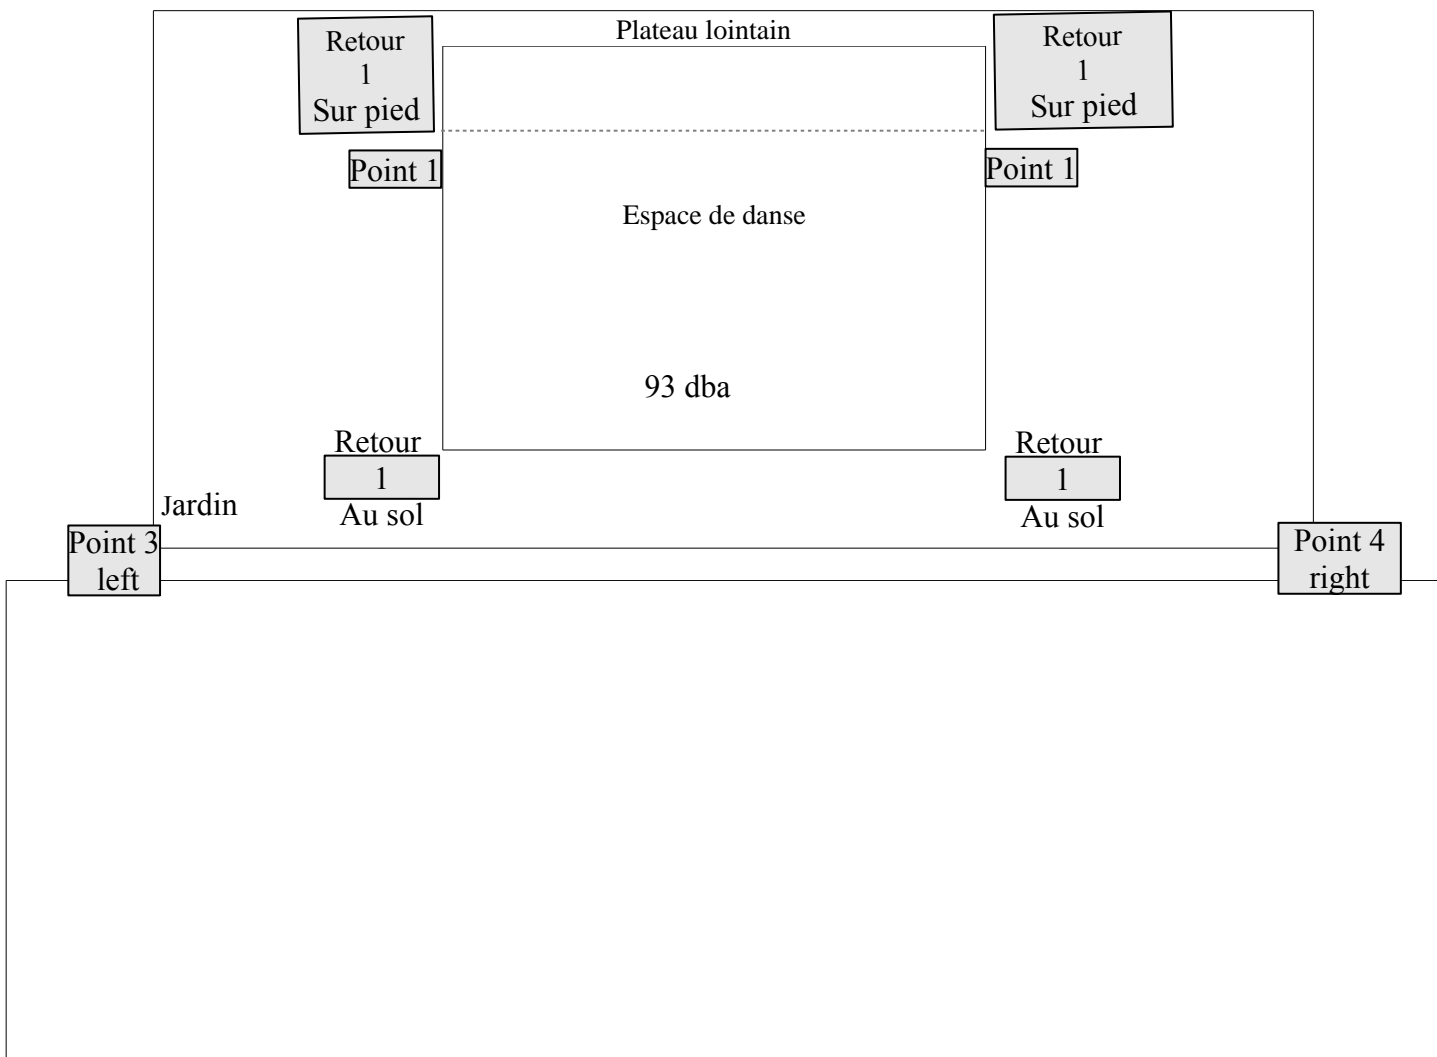 Plateau lointain
Retour
1
Sur pied
Retour
1
Sur pied
Point 1
Point 1
Espace de danse
93 dba
Retour
1
Au sol
Retour
1
Au sol
Jardin
Point 3
left
Point 4
right